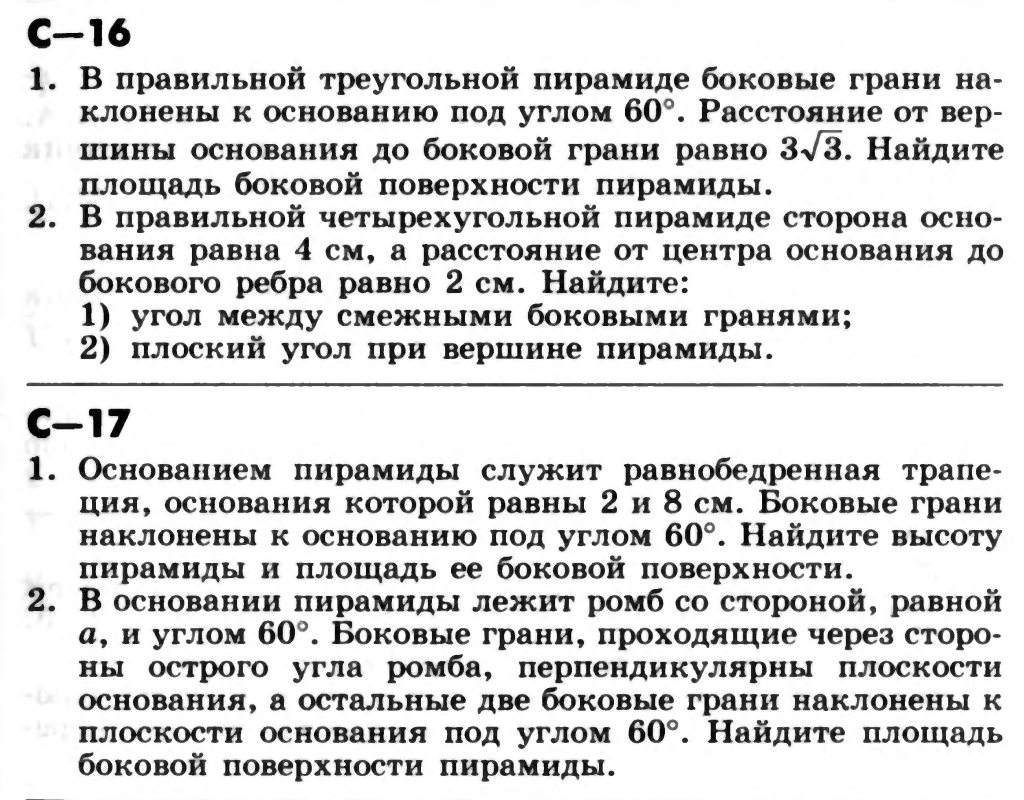 С—16
1. В правильной треугольной пирамиде боковые грани на-
клонены к основанию под углом 60°. Расстояние от вер-
шины основания до боковой грани равно 3√3. Найдите
площадь боковой поверхности пирамиды.
2. В правильной четырехугольной пирамиде сторона осно-
вания равна 4 см, а расстояние от центра основания до
бокового ребра равно 2 см. Найдите:
1) угол между смежными боковыми гранями;
2) плоский угол при вершине пирамиды.
С—17
1. Основанием пирамиды служит равнобедренная трапе-
ция, основания которой равны 2 и 8 см. Боковые грани
наклонены к основанию под углом 60°. Найдите высоту
пирамиды и площадь ее боковой поверхности.
2. В основании пирамиды лежит ромб со стороной, равной
a, и углом 60°. Боковые грани, проходящие через сторо-
ны острого угла ромба, перпендикулярны плоскости
основания, а остальные две боковые грани наклонены к
плоскости основания под углом 60°. Найдите площадь
боковой поверхности пирамиды.